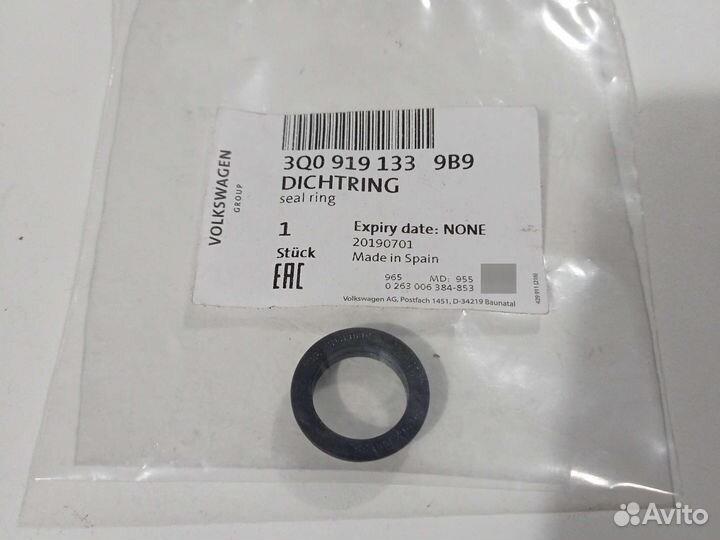 VOLKSWAGEN
GROUP
3Q0 919 133 9B9
DICHTRING
seal ring
1 Expiry date: NONE
Stück 20190701
Made in Spain
EAC
965 MD: 955
0 263 006 384-853
Volkswagen AG, Postfach 1451, D-34219 Baunatal
Avito